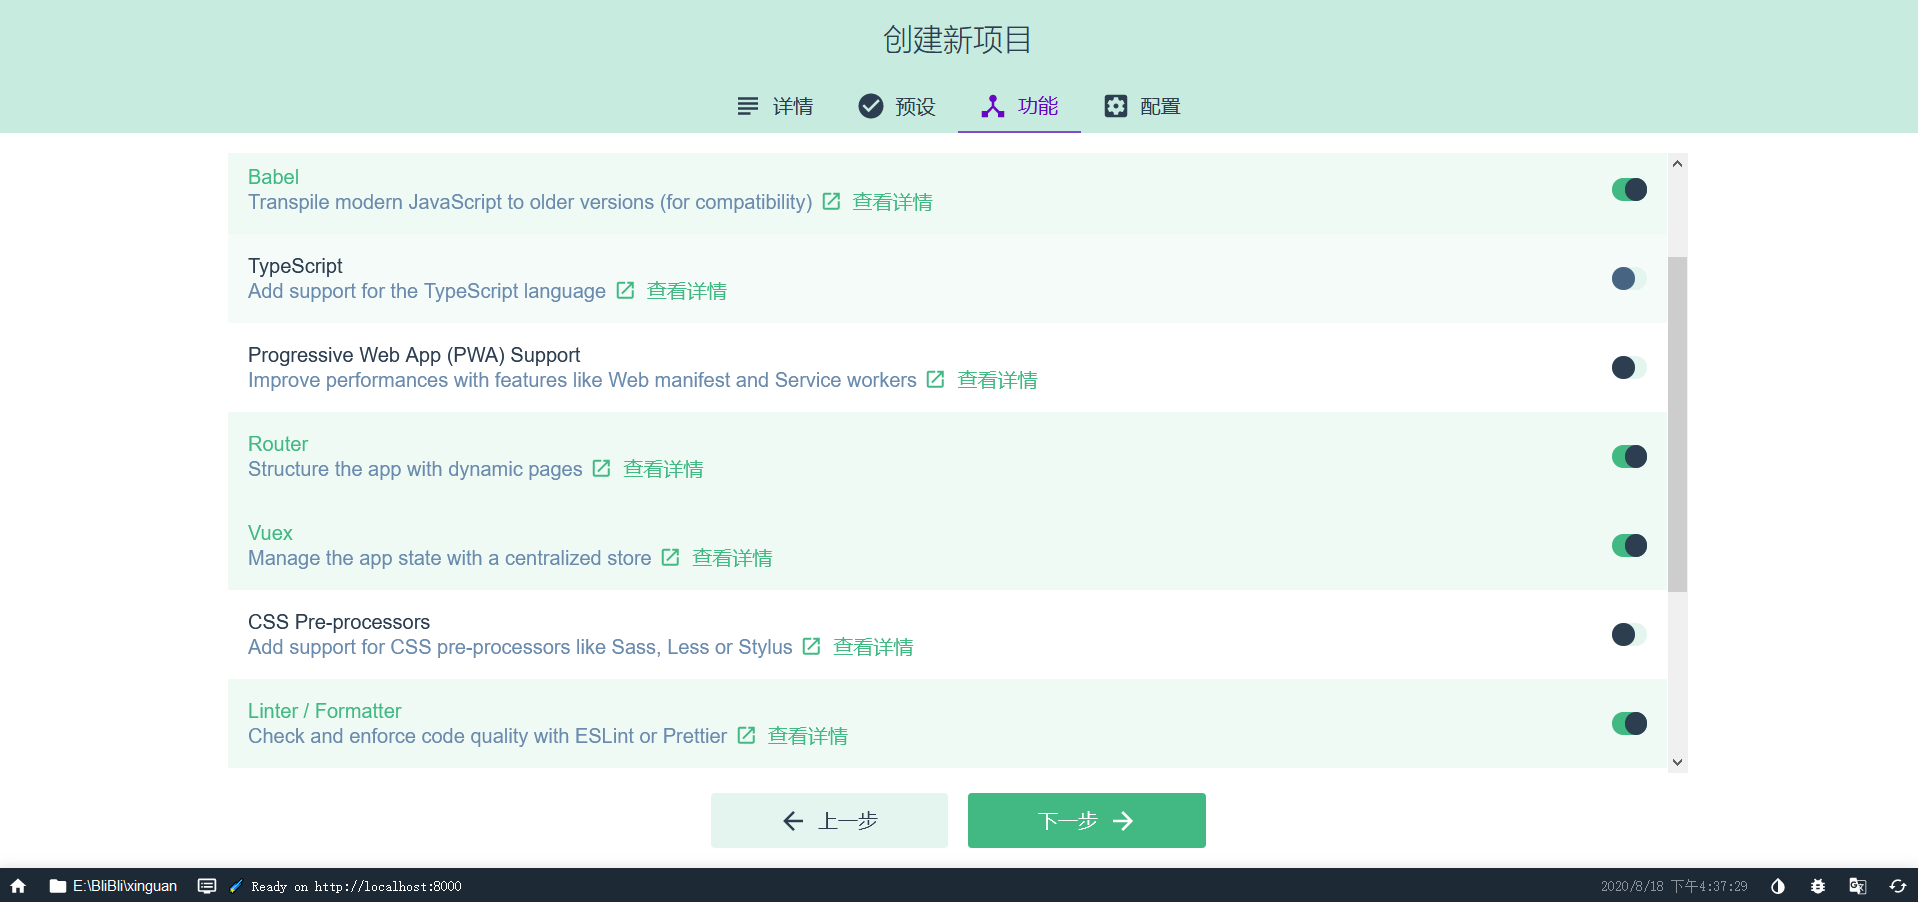 创建新项目
详情 预设 功能 配置
Babel
Transpile modern JavaScript to older versions (for compatibility) 查看详情
TypeScript
Add support for the TypeScript language 查看详情
Progressive Web App (PWA) Support
Improve performances with features like Web manifest and Service workers 查看详情
Router
Structure the app with dynamic pages 查看详情
Vuex
Manage the app state with a centralized store 查看详情
CSS Pre-processors
Add support for CSS pre-processors like Sass, Less or Stylus 查看详情
Linter / Formatter
Check and enforce code quality with ESLint or Prettier 查看详情
上一步 下一步
E:\BliBli\xinguan Ready on http://localhost:8000 2020/8/18 下午4:37:29